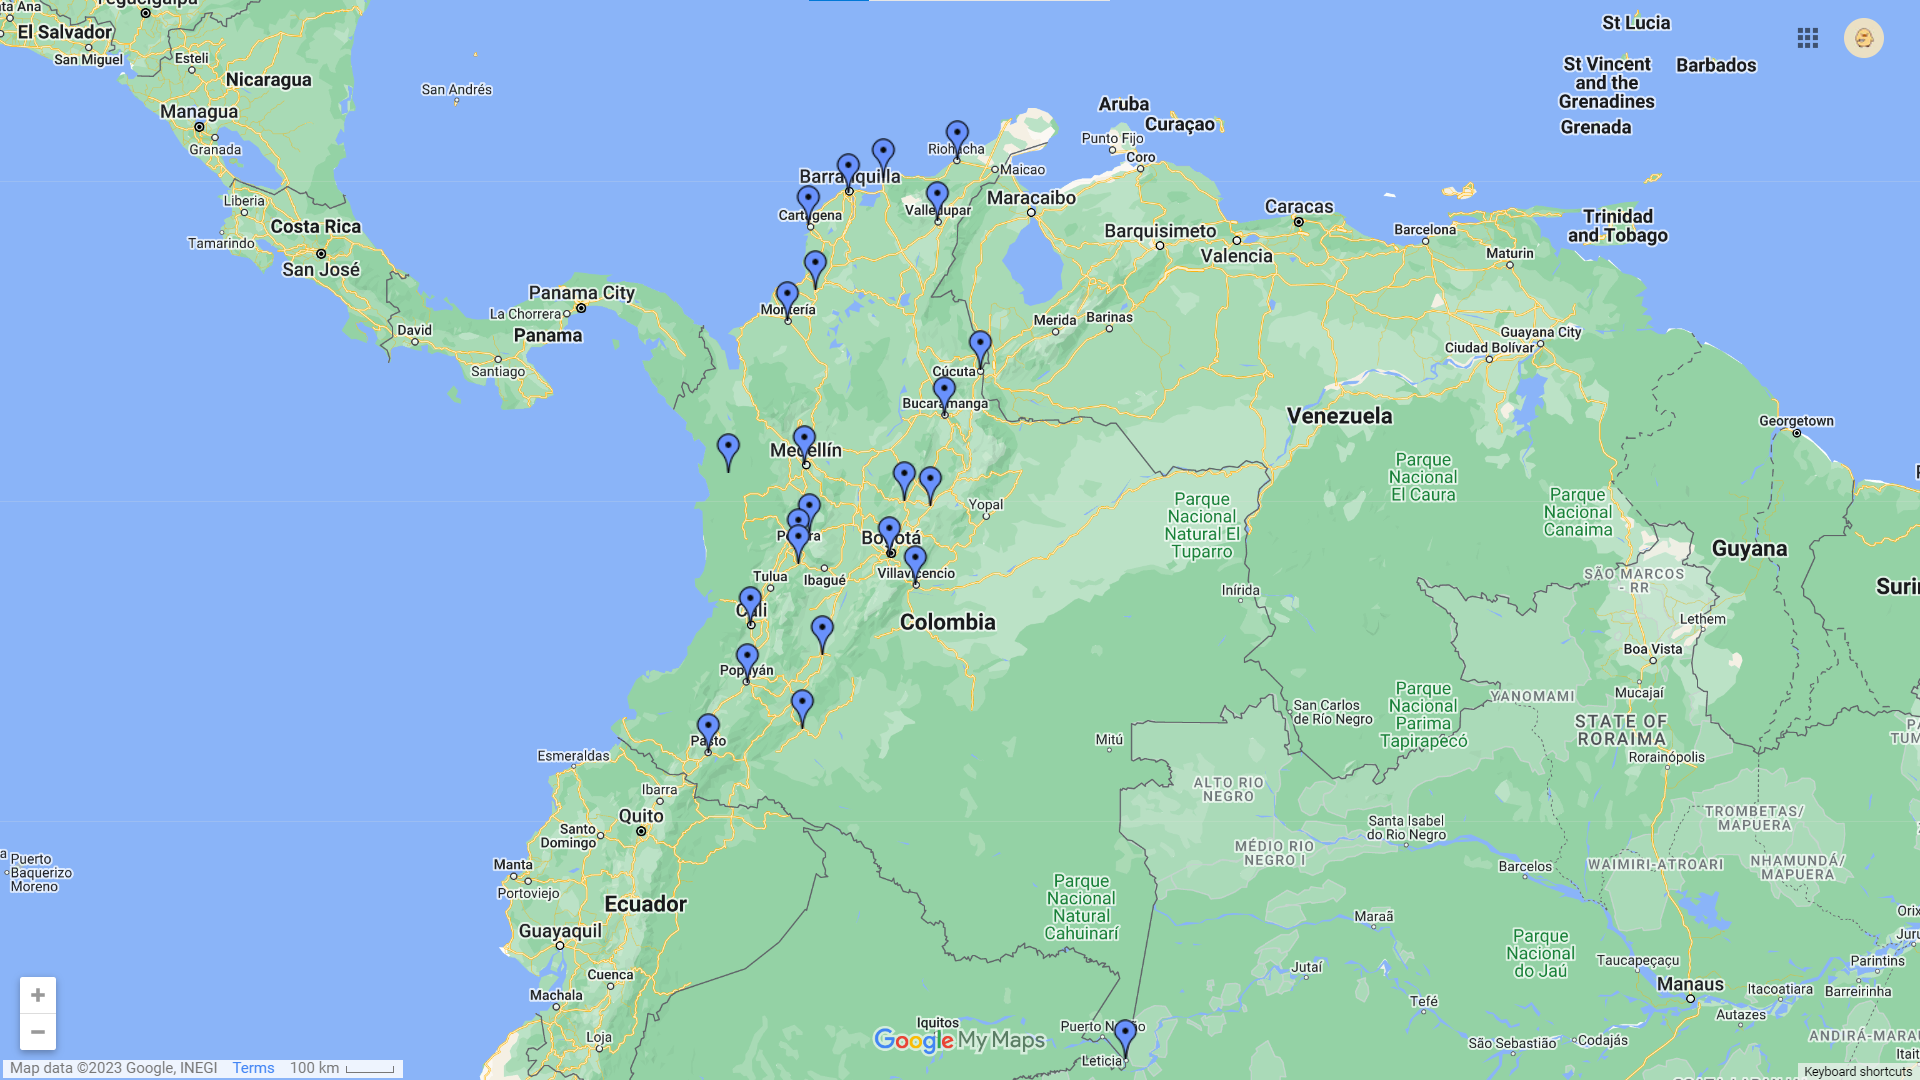 Tegucigalpa
ta Ana
El Salvador
San Miguel
Esteli
Nicaragua
Managua
Granada
San Andrés
St Lucia
St Vincent
and the
Grenadines
Barbados
Grenada
Aruba
Curaçao
Punto Fijo
Coro
Riohacha
Maicao
Barranquilla
Cartagena
Valledupar
Maracaibo
Liberia
Costa Rica
Tamarindo
San José
Caracas
Barquisimeto
Valencia
Barcelona
Maturin
Trinidad
and Tobago
Panama City
La Chorrera
Panama
David
Santiago
Montería
Merida
Barinas
Guayana City
Ciudad Bolívar
Cúcuta
Bucaramanga
Venezuela
Georgetown
Medellín
Parque
Nacional
El Caura
Parque
Nacional
Natural El
Tuparro
Parque
Nacional
Canaima
Yopal
Pereira
Bogotá
Guyana
Tulua
Ibagué
Villavicencio
SÃO MARCOS
- RR
Surin
Inírida
Cali
Colombia
Lethem
Boa Vista
Popayán
Mucajaí
YANOMAMI
Parque
Nacional
Parima
Tapirapecó
San Carlos
de Río Negro
STATE OF
RORAIMA
Pasto
Mitú
Rorainópolis
Esmeraldas
Ibarra
ALTO RIO
NEGRO
TROMBETAS/
MAPUERA
Quito
Santo
Domingo
Santa Isabel
do Rio Negro
MÉDIO RIO
NEGRO I
Puerto
Baquerizo
Moreno
Manta
Portoviejo
Barcelos
WAIMIRI-ATROARI
NHAMUNDÁ/
MAPUERA
Ecuador
Parque
Nacional
Natural
Cahuinarí
Maraã
Guayaquil
Parque
Nacional
do Jaú
Taucapeçaçu
Parintins
Cuenca
Jutaí
Manaus
Itacoatiara
Barreirinha
Machala
Tefé
Autazes
Iquitos
Puerto Nariño
Loja
Google My Maps
São Sebastião
Codajás
Leticia
Map data ©2023 Google, INEGI
Terms
100 km
Keyboard shortcuts